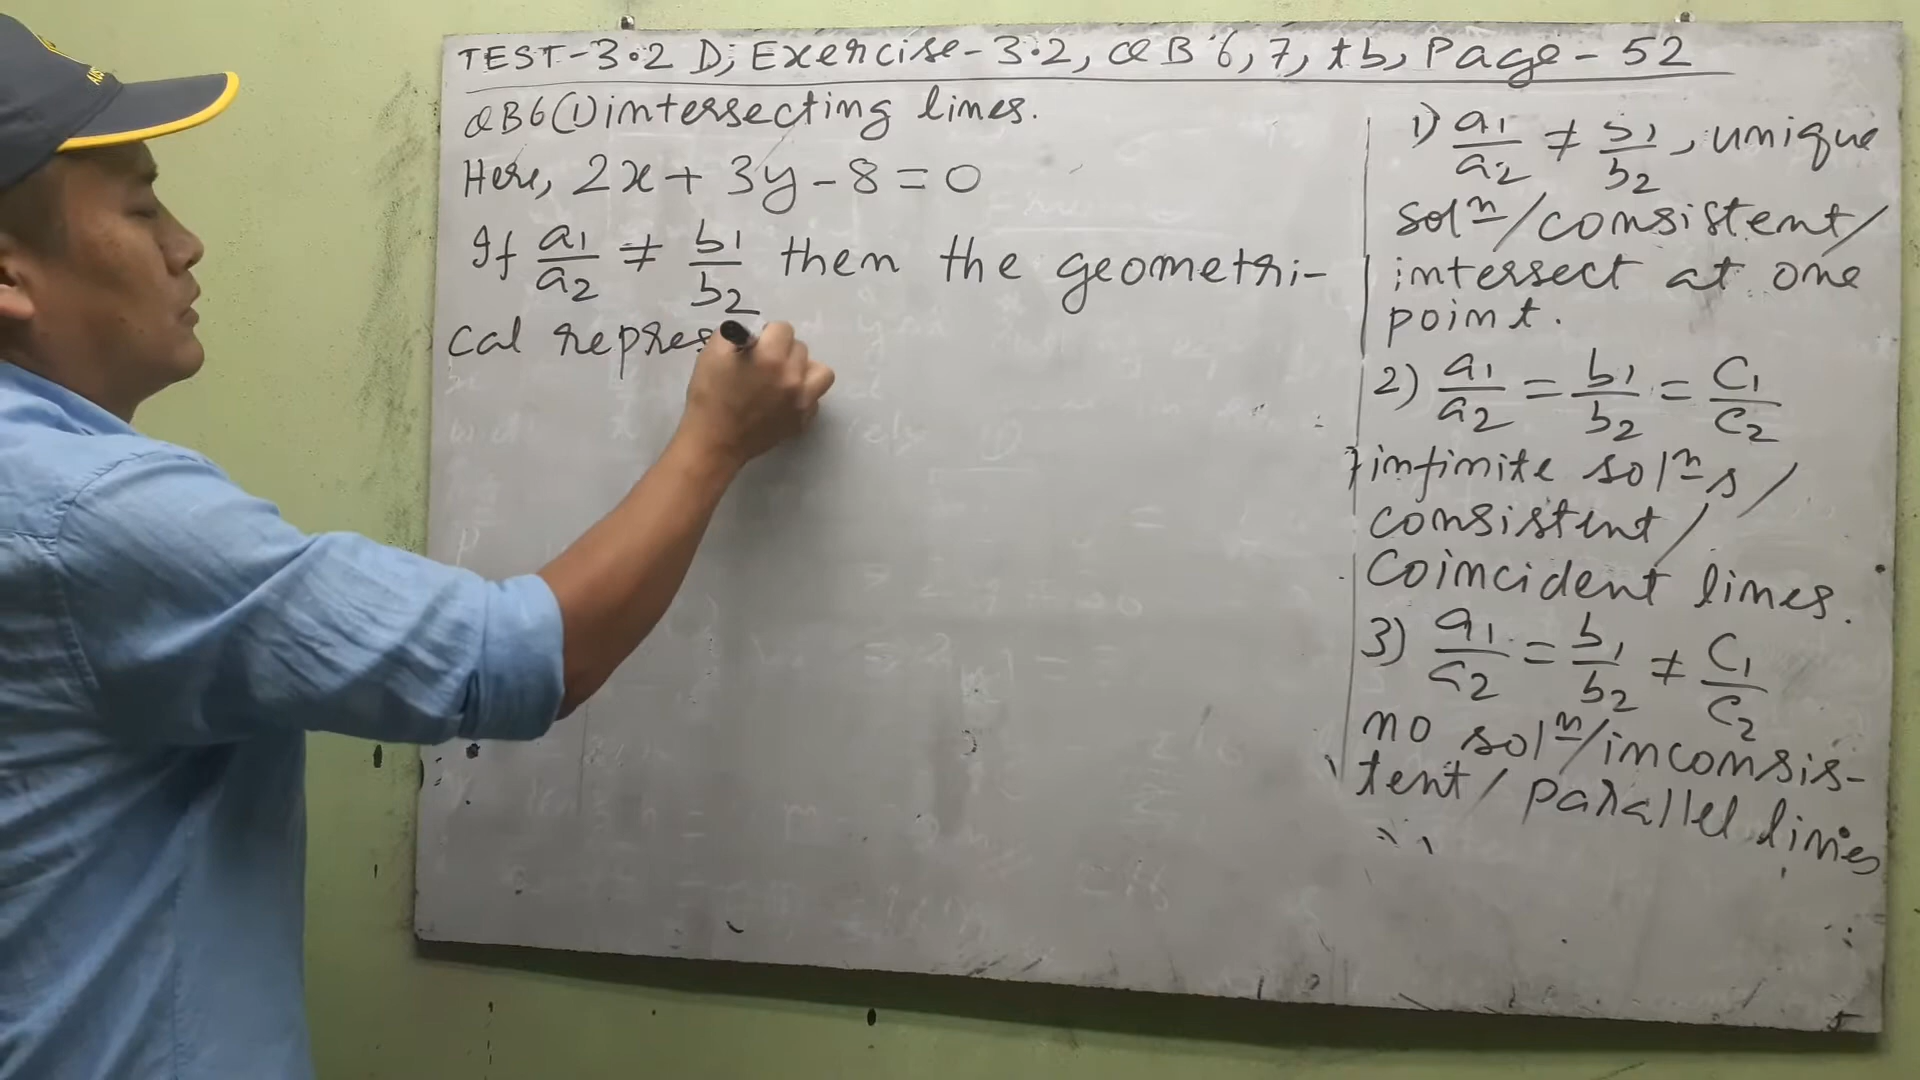 TEST-3.2 D; Exercise-3.2, QB 6, 7, tb, Page-52
QB6(1) intersecting lines.
Here, 2x + 3y - 8 = 0
If a1/a2 ≠ b1/b2 then the geometri-
cal repres
1) a1/a2 ≠ b1/b2, unique
solⁿ/consistent/
intersect at one
point.
2) a1/a2 = b1/b2 = C1/C2
infinite solⁿs/
consistent/
Coincident lines.
3) a1/a2 = b1/b2 ≠ C1/C2
no solⁿ/inconsis-
tent/parallel lines